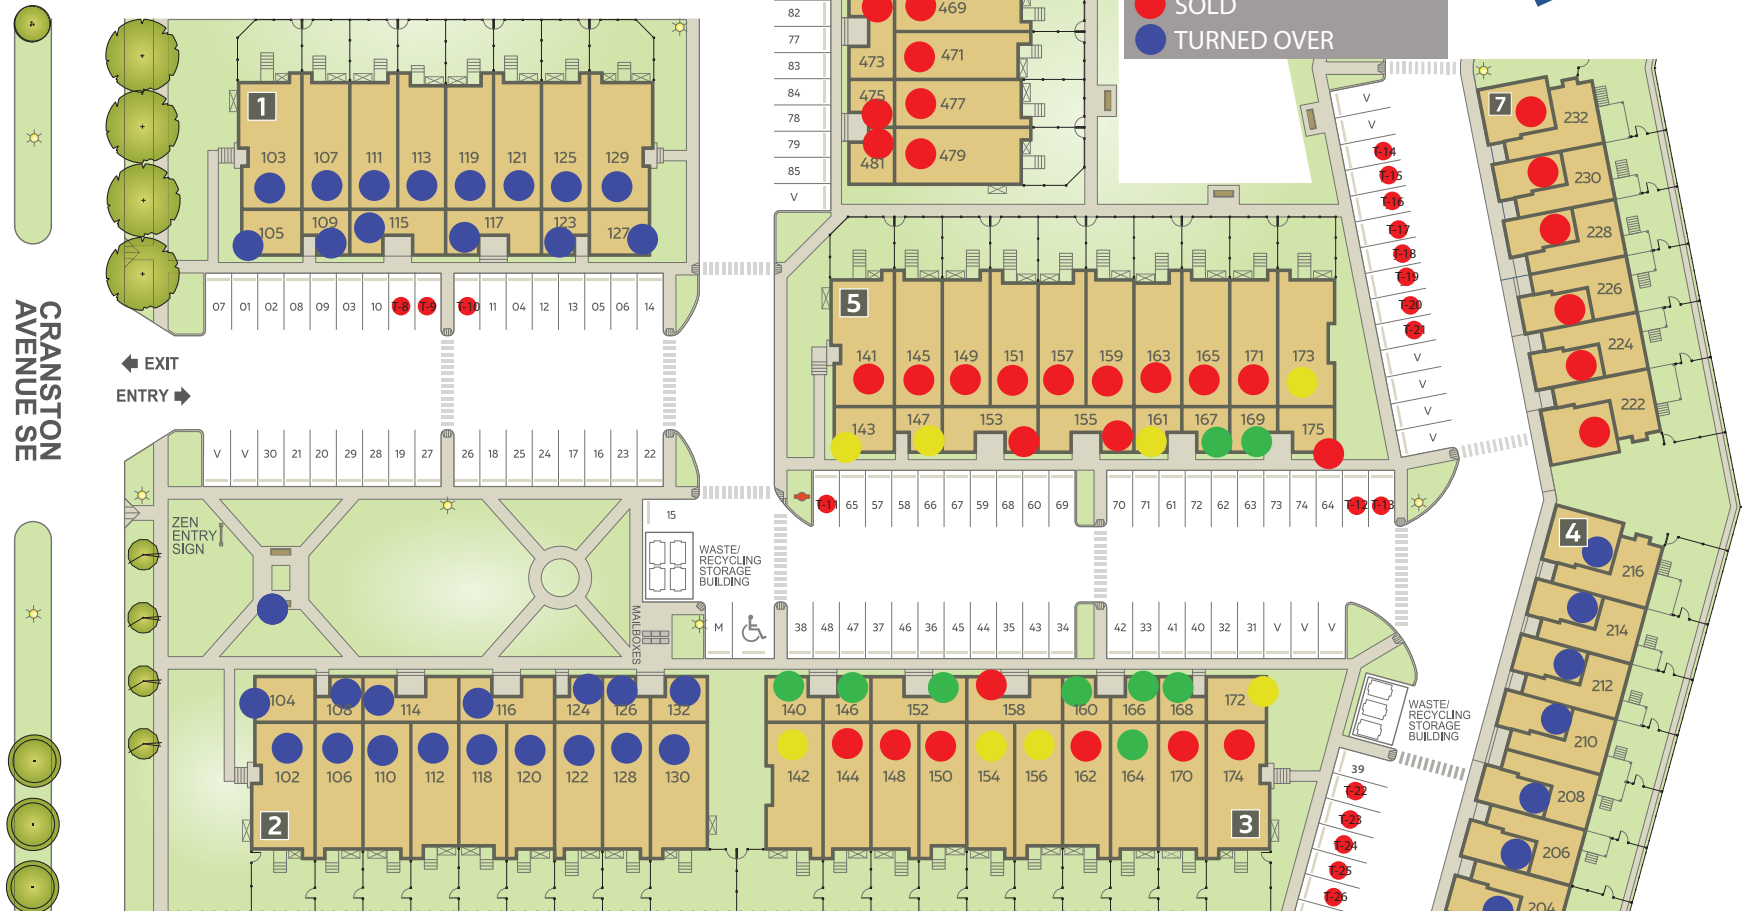 SOLD
TURNED OVER
82
77
83
84
78
79
85
V
469
471
473
475
477
479
481
1
103 107 111 113 119 121 125 129
105 109 115 117 123 127
07 01 02 08 09 03 10 T-8 T-9 T-10 11 04 12 13 05 06 14
CRANSTON
AVENUE SE
EXIT
ENTRY
V V 30 21 20 29 28 19 27 26 18 25 24 17 16 23 22
ZEN
ENTRY
SIGN
15
WASTE/
RECYCLING
STORAGE
BUILDING
MAILBOXES
M
5
141 145 149 151 157 159 163 165 171 173
143 147 153 155 161 167 169 175
T-11 65 57 58 66 67 59 68 60 69 70 71 61 72 62 63 73 74 64 T-12 T-13
38 48 47 37 46 36 45 44 35 43 34 42 33 41 40 32 31 V V V
104 108 114 116 124 126 132
102 106 110 112 118 120 122 128 130
2
140 146 152 158 160 166 168 172
142 144 148 150 154 156 162 164 170 174
3
V
V
T-14
T-15
T-16
T-17
T-18
T-19
T-20
T-21
V
V
V
V
7
232
230
228
226
224
222
4
216
214
212
210
208
206
204
WASTE/
RECYCLING
STORAGE
BUILDING
39
T-22
T-23
T-24
T-25
T-26